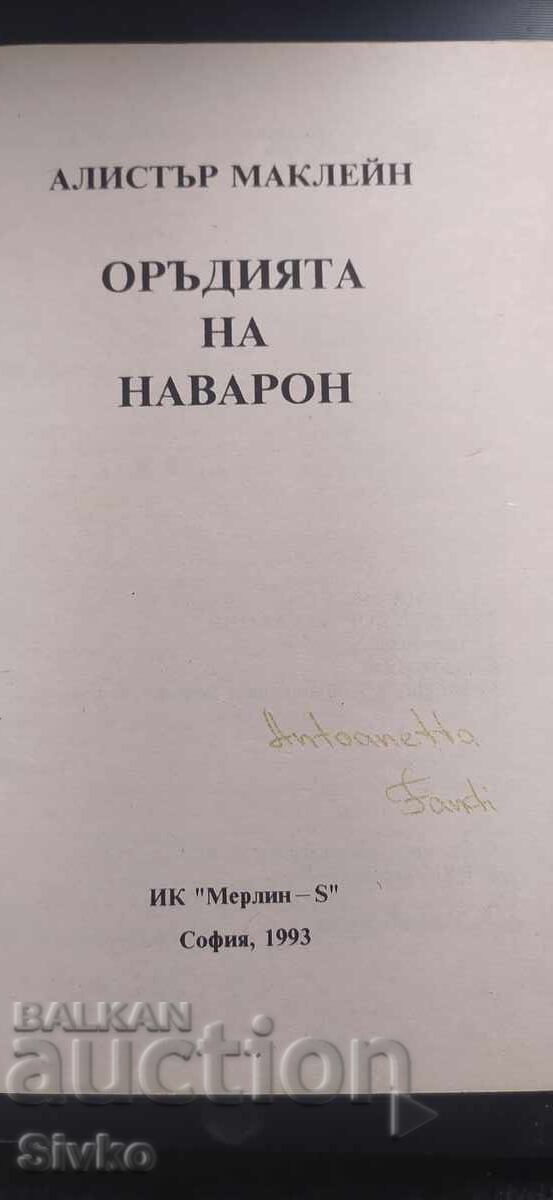 АЛИСТЪР МАКЛЕЙН
ОРЪДИЯТА
НА
НАВАРОН
Antoanetta
ИК "Мерлин – S"
София, 1993
BALKAN
auction
Sivko